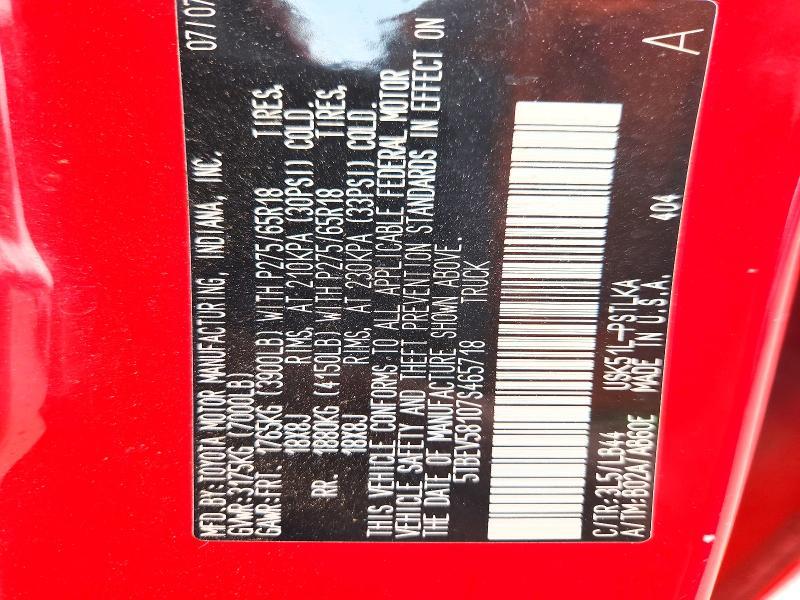 MFD.BY:TOYOTA MOTOR MANUFACTURING, INDIANA, INC. 07/07
GVWR:3175KG (7000LB)
GAWR:FRT. 1765KG (3900LB) WITH P275/65R18 TIRES,
18X8J RIMS, AT 210KPA (30PSI) COLD.
RR. 1880KG (4150LB) WITH P275/65R18 TIRES,
18X8J RIMS, AT 230KPA (33PSI) COLD.
THIS VEHICLE CONFORMS TO ALL APPLICABLE FEDERAL MOTOR
VEHICLE SAFETY AND THEFT PREVENTION STANDARDS IN EFFECT ON
THE DATE OF MANUFACTURE SHOWN ABOVE.
5TBEV58107S465718 TRUCK
C/TR:3L5/LB44 USK51L-PSTLKA A
A/TM:B02A/AB60E MADE IN U.S.A. 404